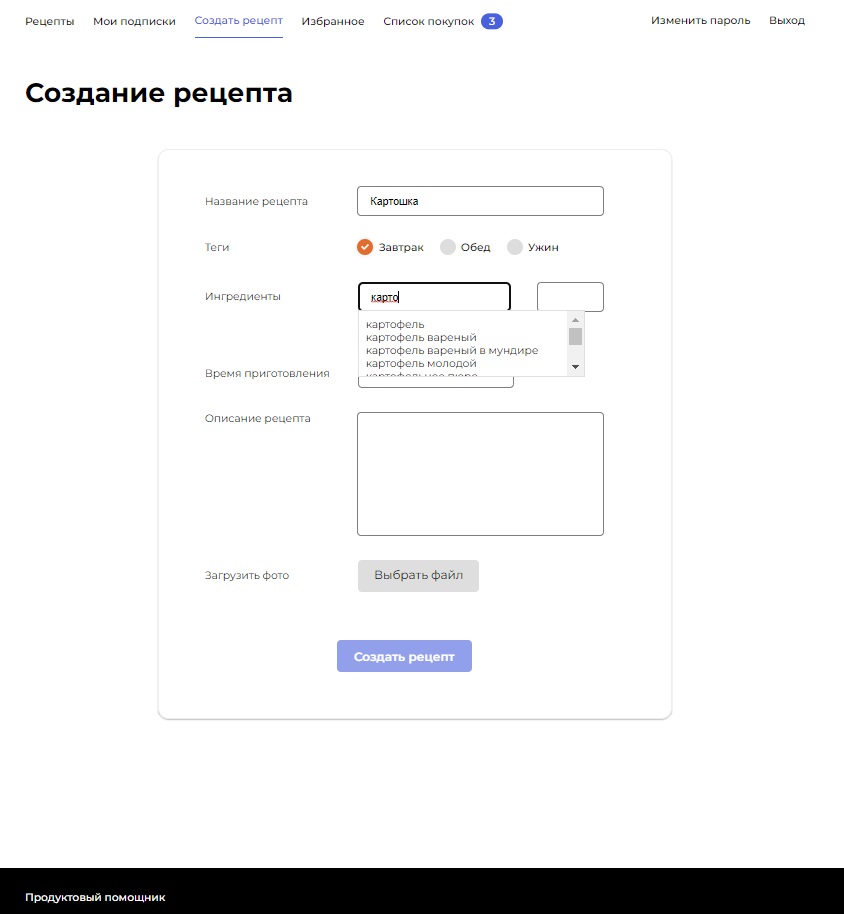 Рецепты Мои подписки Создать рецепт Избранное Список покупок 3 Изменить пароль Выход
Создание рецепта
Название рецепта Картошка
Теги Завтрак Обед Ужин
Ингредиенты карто
картофель
картофель вареный
картофель вареный в мундире
картофель молодой
картофельное пюре
Время приготовления
Описание рецепта
Загрузить фото Выбрать файл
Создать рецепт
Продуктовый помощник